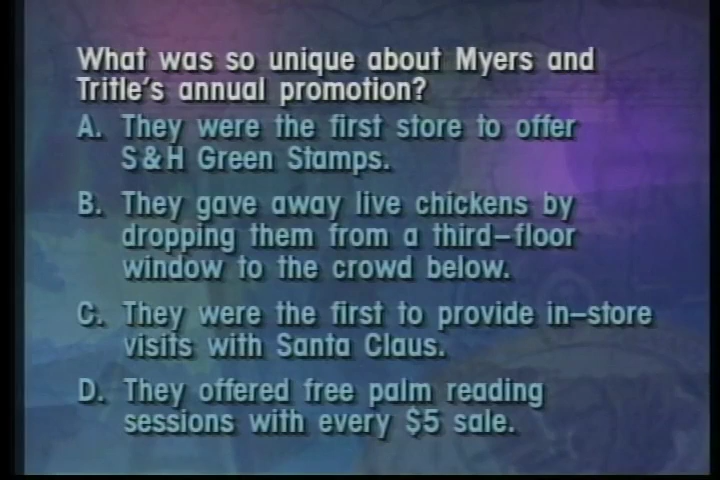 What was so unique about Myers and
Tritle's annual promotion?
A. They were the first store to offer
S&H Green Stamps.
B. They gave away live chickens by
dropping them from a third-floor
window to the crowd below.
C. They were the first to provide in-store
visits with Santa Claus.
D. They offered free palm reading
sessions with every $5 sale.